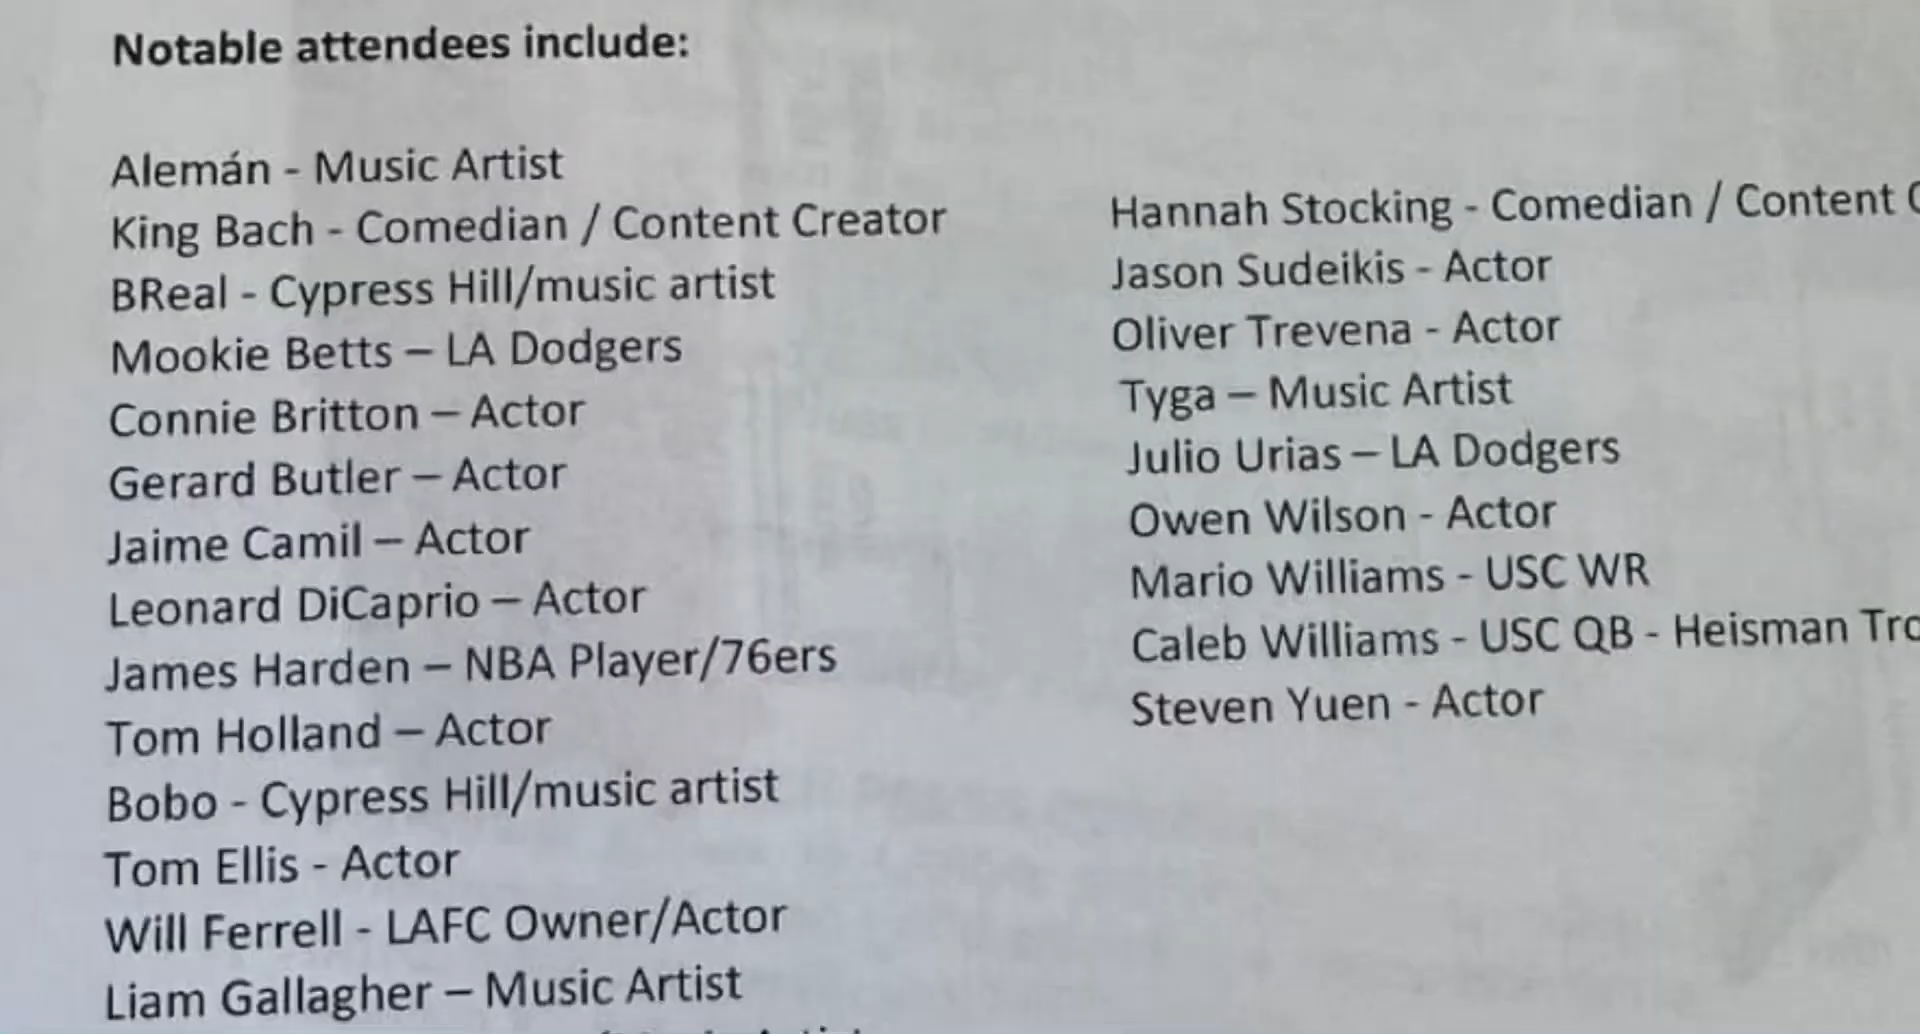 Notable attendees include:
Alemán - Music Artist
King Bach - Comedian / Content Creator
BReal - Cypress Hill/music artist
Mookie Betts – LA Dodgers
Connie Britton – Actor
Gerard Butler – Actor
Jaime Camil – Actor
Leonard DiCaprio – Actor
James Harden – NBA Player/76ers
Tom Holland – Actor
Bobo - Cypress Hill/music artist
Tom Ellis - Actor
Will Ferrell - LAFC Owner/Actor
Liam Gallagher – Music Artist
Hannah Stocking - Comedian / Content
Jason Sudeikis - Actor
Oliver Trevena - Actor
Tyga – Music Artist
Julio Urias – LA Dodgers
Owen Wilson - Actor
Mario Williams - USC WR
Caleb Williams - USC QB - Heisman
Steven Yuen - Actor